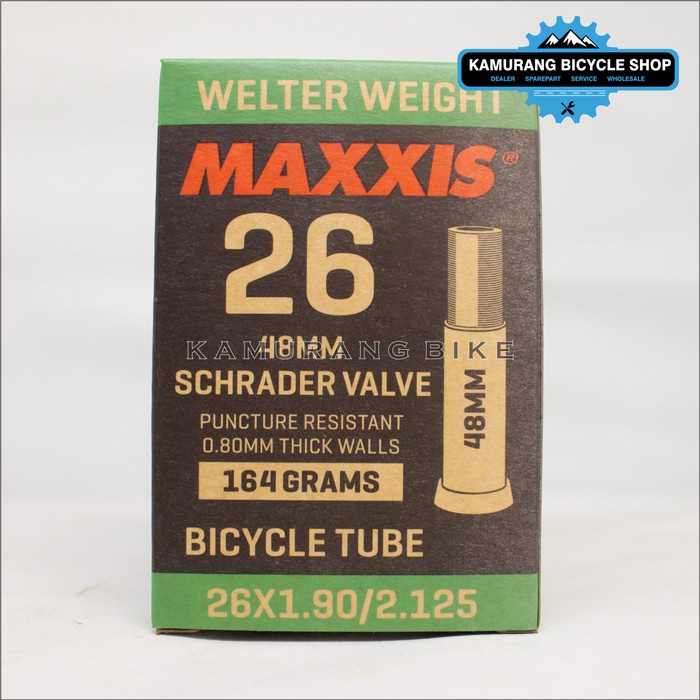 KAMURANG BICYCLE SHOP
DEALER SPAREPART SERVICE WHOLESALE
WELTER WEIGHT
MAXXIS®
26
48MM
KAMURANG BIKE
SCHRADER VALVE
48MM
PUNCTURE RESISTANT
0.80MM THICK WALLS
164 GRAMS
BICYCLE TUBE
26X1.90/2.125